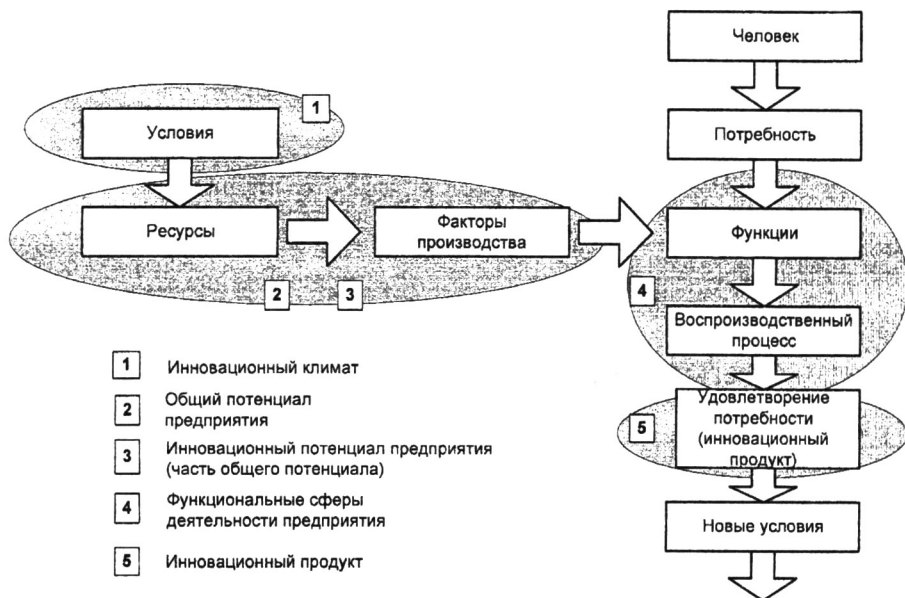 Человек
1
Условия
Потребность
Ресурсы
Факторы
производства
Функции
2
3
4
Воспроизводственный
процесс
1
Инновационный климат
2
Общий потенциал
предприятия
3
Инновационный потенциал предприятия
(часть общего потенциала)
4
Функциональные сферы
деятельности предприятия
5
Инновационный продукт
5
Удовлетворение
потребности
(инновационный
продукт)
Новые условия